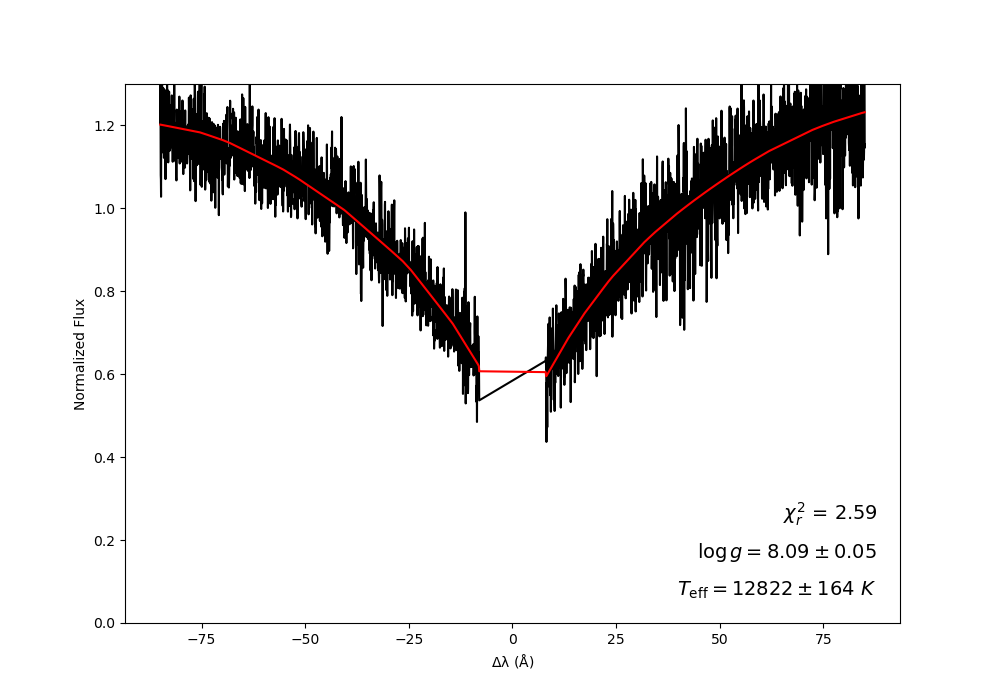 1.2
1.0
0.8
0.6
0.4
0.2
0.0
Normalized Flux
χ²ᵣ = 2.59
log g = 8.09 ± 0.05
T_eff = 12822 ± 164 K
−75 −50 −25 0 25 50 75
Δλ (Å)